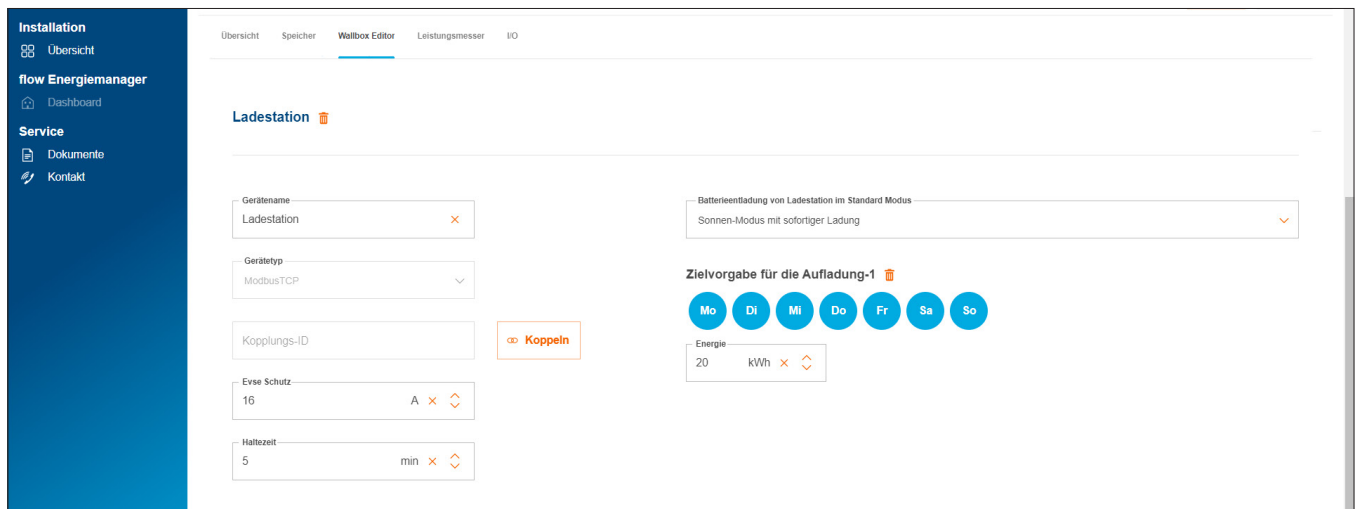 Installation
Übersicht
flow Energiemanager
Dashboard
Service
Dokumente
Kontakt
Übersicht Speicher Wallbox Editor Leistungsmesser I/O
Ladestation
Gerätename
Ladestation
Gerätetyp
ModbusTCP
Kopplungs-ID
Koppeln
Evse Schutz
16 A
Haltezeit
5 min
Batterieentladung von Ladestation im Standard Modus
Sonnen-Modus mit sofortiger Ladung
Zielvorgabe für die Aufladung-1
Mo Di Mi Do Fr Sa So
Energie
20 kWh